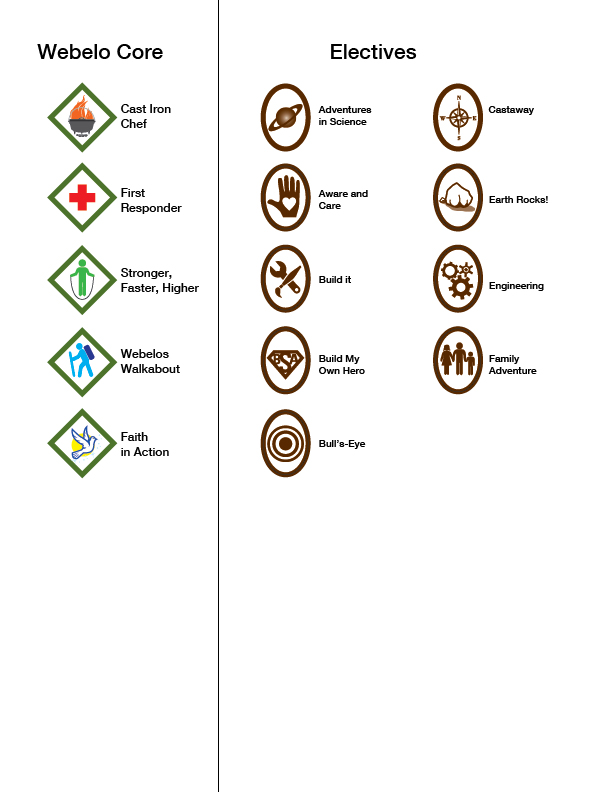 Webelo Core
Cast Iron
Chef
First
Responder
Stronger,
Faster, Higher
Webelos
Walkabout
Faith
in Action
Electives
Adventures
in Science
Aware and
Care
Build it
BSA
Build My
Own Hero
Bull's-Eye
N
W
E
S
Castaway
Earth Rocks!
Engineering
Family
Adventure